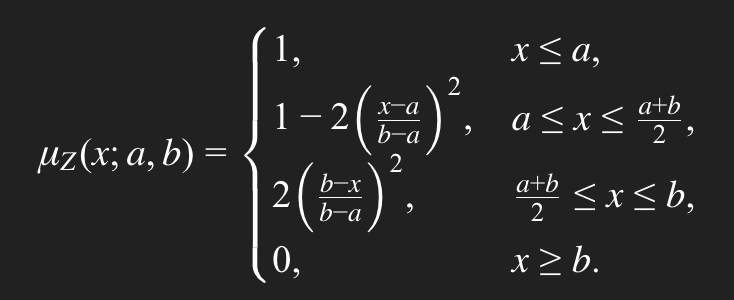 μ_Z(x; a, b) = { 1, x ≤ a,
1 − 2((x−a)/(b−a))², a ≤ x ≤ (a+b)/2,
2((b−x)/(b−a))², (a+b)/2 ≤ x ≤ b,
0, x ≥ b.